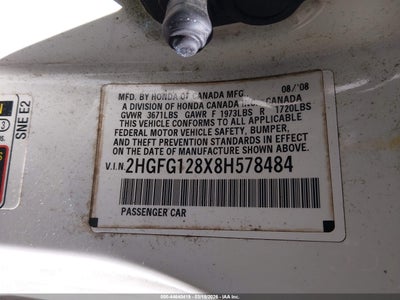 MFD. BY HONDA OF CANADA MFG. 08/'08
A DIVISION OF HONDA CANADA INC., CANADA
GVWR 3671LBS GAWR F 1973LBS R 1720LBS
THIS VEHICLE CONFORMS TO ALL APPLICABLE
FEDERAL MOTOR VEHICLE SAFETY, BUMPER,
AND THEFT PREVENTION STANDARDS IN EFFECT
ON THE DATE OF MANUFACTURE SHOWN ABOVE.
V.I.N. 2HGFG128X8H578484
PASSENGER CAR
SNE E2
3